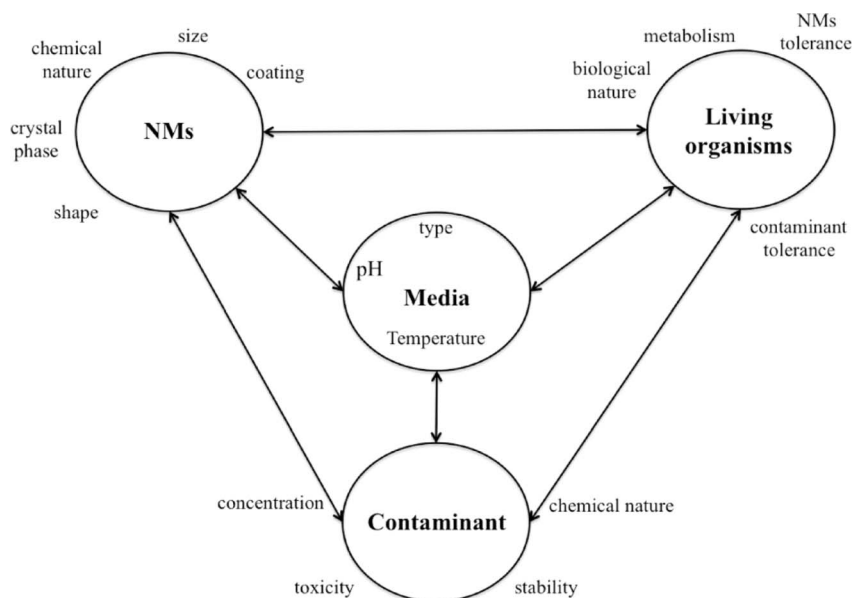 size
chemical
nature
coating
crystal
phase
NMs
shape
metabolism
NMs
tolerance
biological
nature
Living
organisms
contaminant
tolerance
type
pH
Media
Temperature
concentration
chemical nature
Contaminant
toxicity
stability